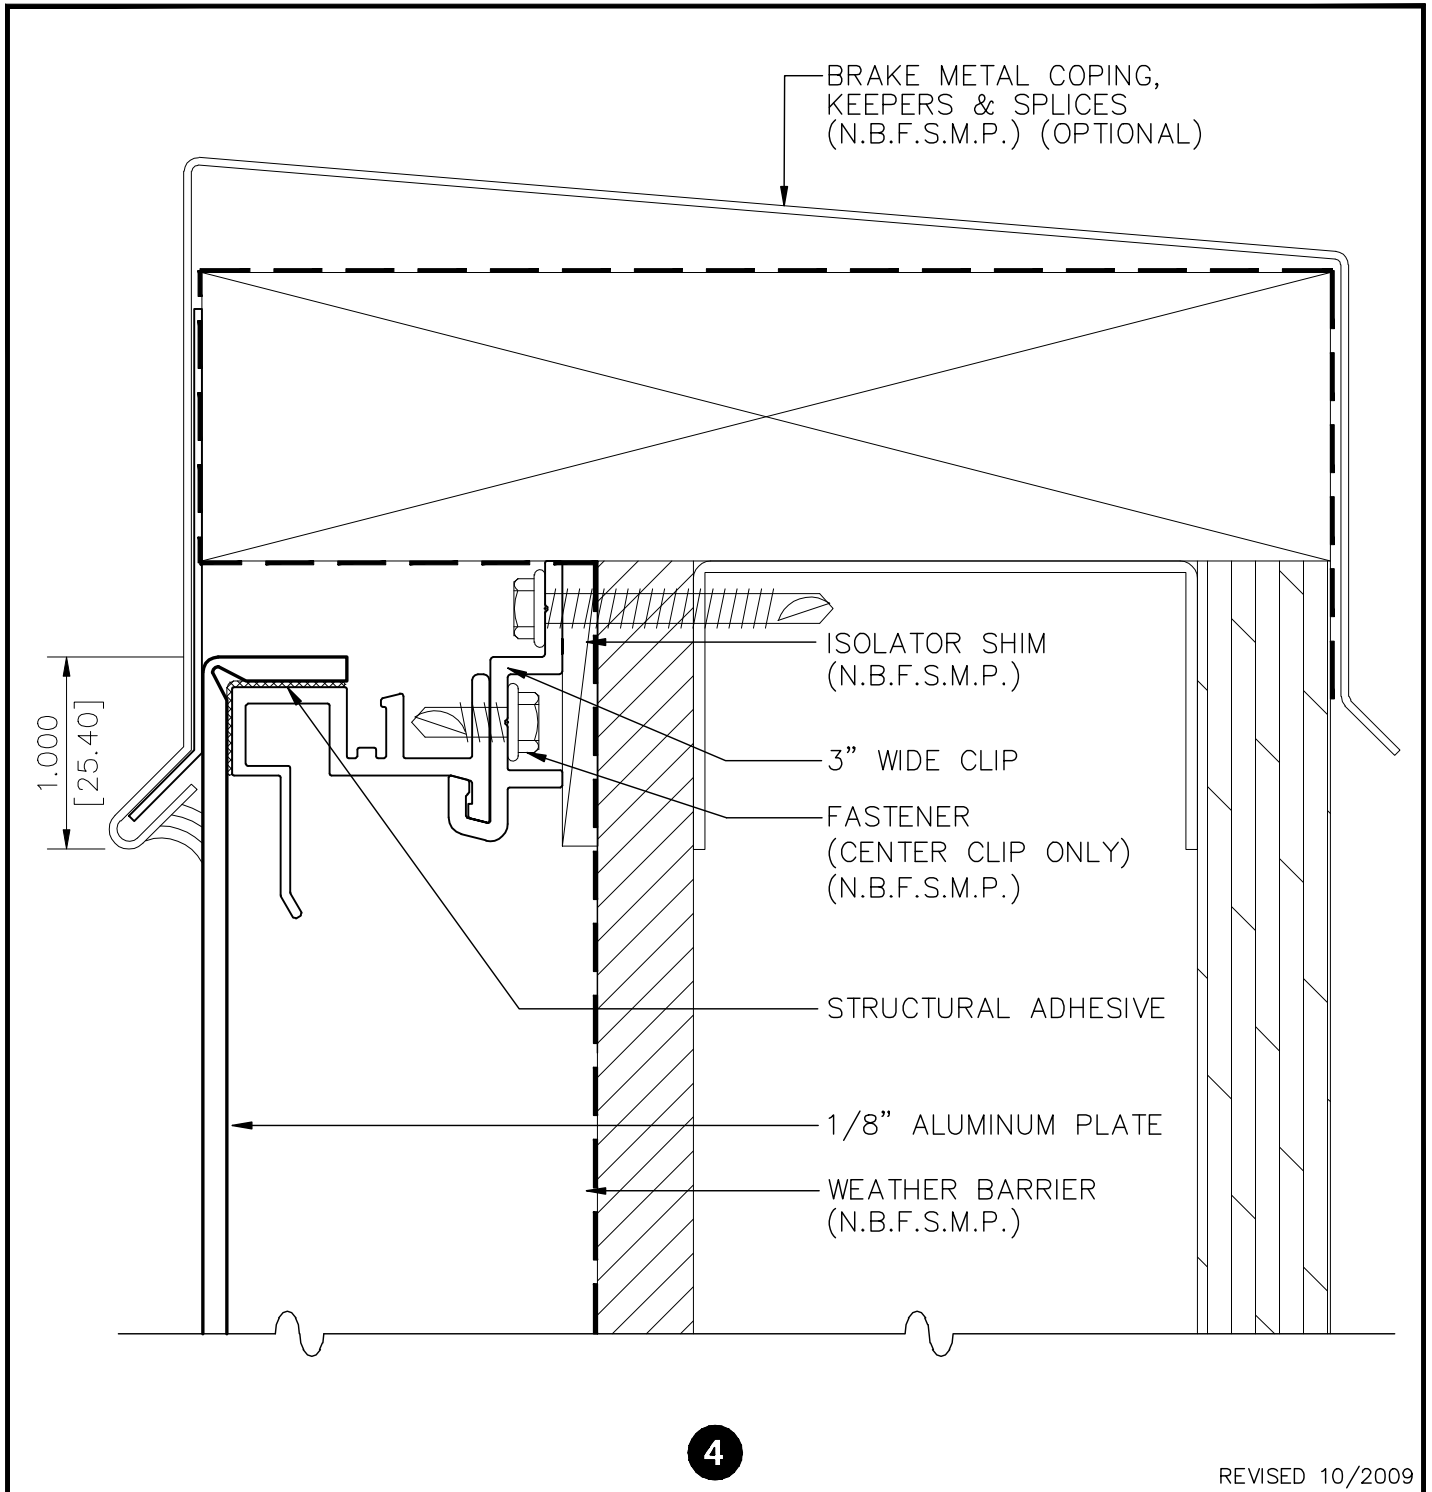 BRAKE METAL COPING,
KEEPERS & SPLICES
(N.B.F.S.M.P.) (OPTIONAL)
ISOLATOR SHIM
(N.B.F.S.M.P.)
1.000
[25.40]
3” WIDE CLIP
FASTENER
(CENTER CLIP ONLY)
(N.B.F.S.M.P.)
STRUCTURAL ADHESIVE
1/8” ALUMINUM PLATE
WEATHER BARRIER
(N.B.F.S.M.P.)
4
REVISED 10/2009